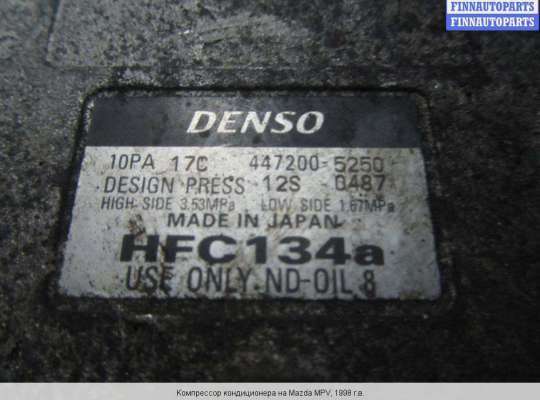 FINNAUTOPARTS
FINNAUTOPARTS
DENSO
10PA 17C 447200-5250
DESIGN PRESS 12S -0487
HIGH SIDE 3.53MPa LOW SIDE 1.67MPa
MADE IN JAPAN
HFC134a
USE ONLY ND-OIL 8
Компрессор кондиционера на Mazda MPV, 1998 г.в.